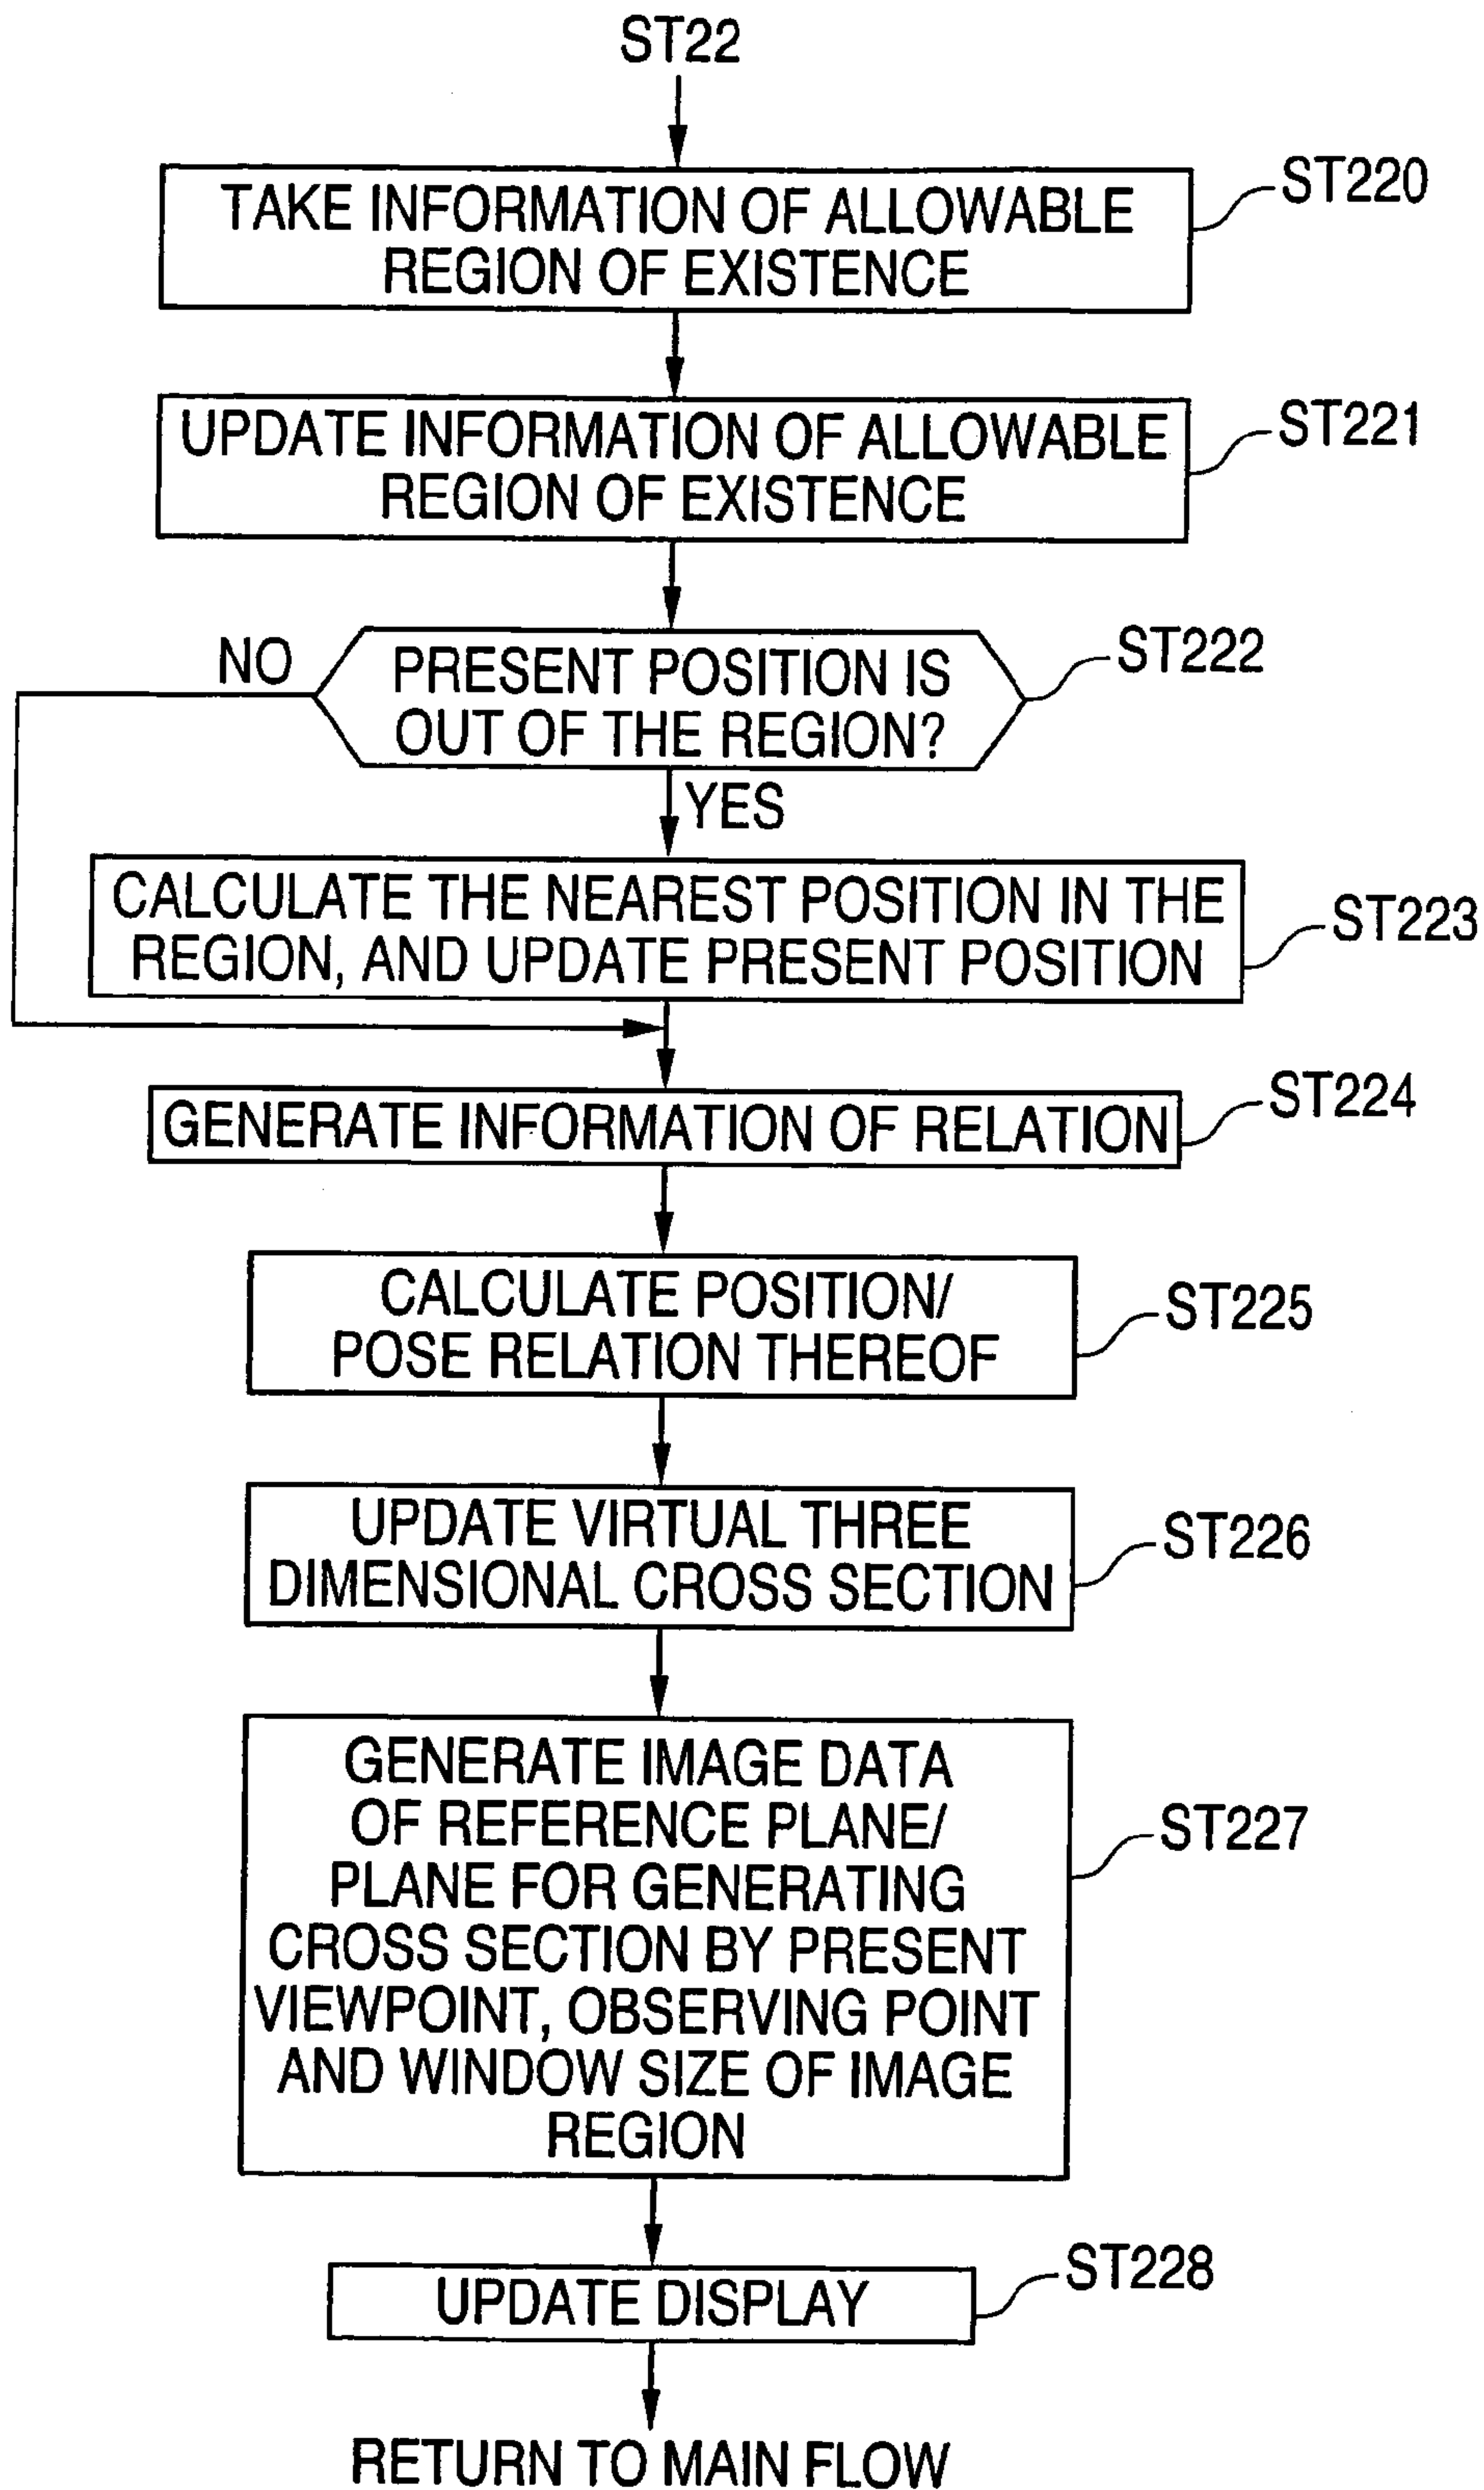 ST22
TAKE INFORMATION OF ALLOWABLE
REGION OF EXISTENCE
ST220
UPDATE INFORMATION OF ALLOWABLE
REGION OF EXISTENCE
ST221
NO
PRESENT POSITION IS
OUT OF THE REGION?
ST222
YES
CALCULATE THE NEAREST POSITION IN THE
REGION, AND UPDATE PRESENT POSITION
ST223
GENERATE INFORMATION OF RELATION
ST224
CALCULATE POSITION/
POSE RELATION THEREOF
ST225
UPDATE VIRTUAL THREE
DIMENSIONAL CROSS SECTION
ST226
GENERATE IMAGE DATA
OF REFERENCE PLANE/
PLANE FOR GENERATING
CROSS SECTION BY PRESENT
VIEWPOINT, OBSERVING POINT
AND WINDOW SIZE OF IMAGE
REGION
ST227
UPDATE DISPLAY
ST228
RETURN TO MAIN FLOW